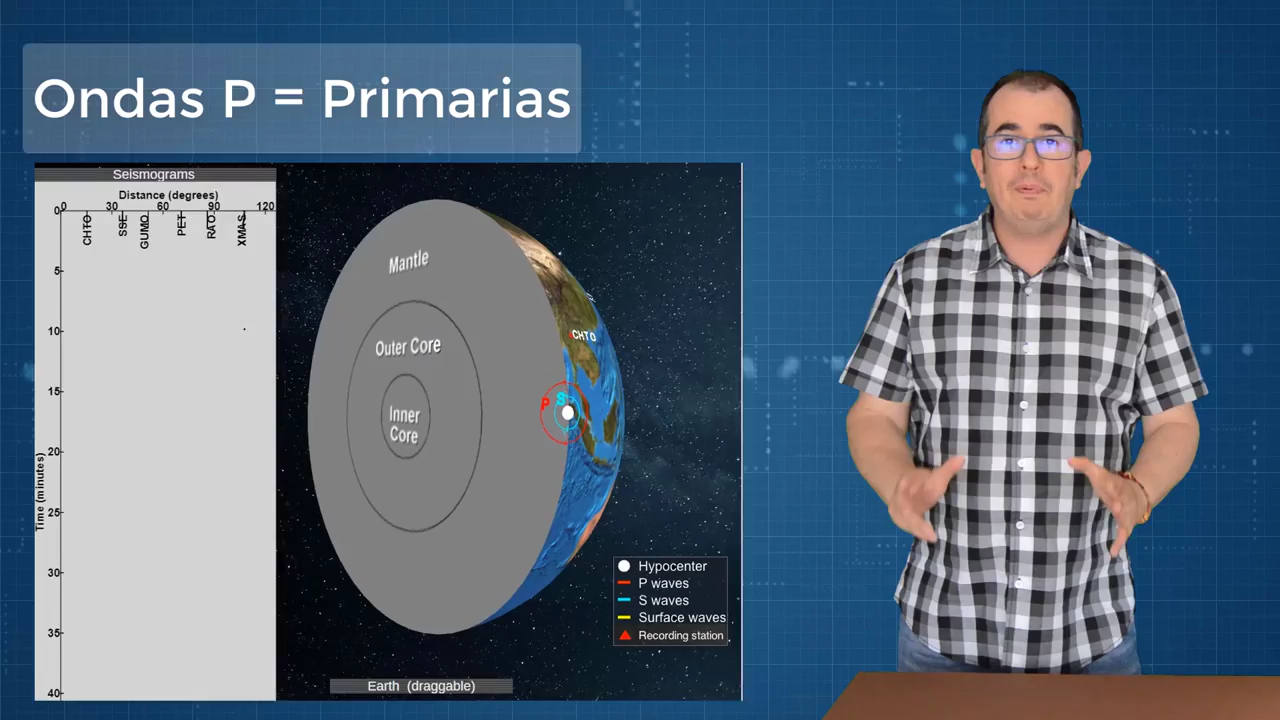 Ondas P = Primarias
Seismograms
Distance (degrees)
0 30 60 90 120
CHTO SSE GUMO PET RAO XMAS
0
5
10
15
20
25
30
35
40
Time (minutes)
Mantle
Outer Core
Inner
Core
CHTO
P S
Hypocenter
P waves
S waves
Surface waves
Recording station
Earth (draggable)